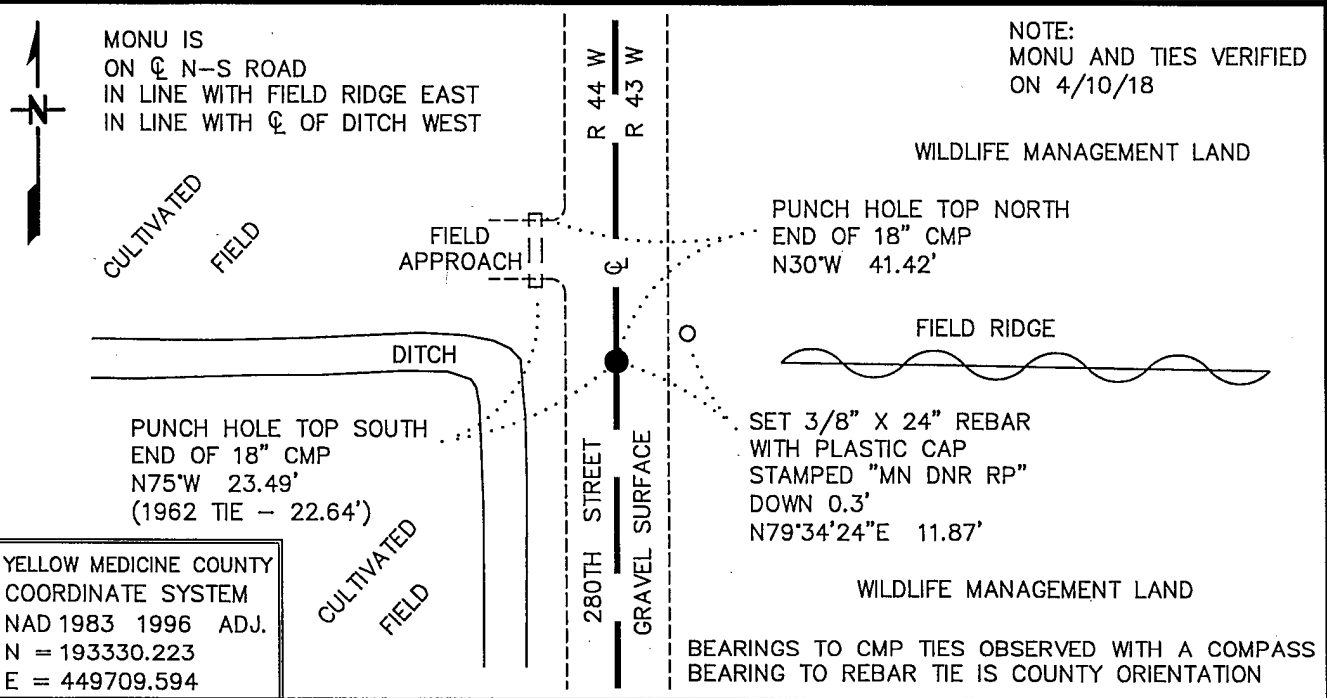 MONU IS
ON ℄ N-S ROAD
IN LINE WITH FIELD RIDGE EAST
IN LINE WITH ℄ OF DITCH WEST
N
R 44 W
R 43 W
NOTE:
MONU AND TIES VERIFIED
ON 4/10/18
WILDLIFE MANAGEMENT LAND
CULTIVATED
FIELD
FIELD
APPROACH
℄
PUNCH HOLE TOP NORTH
END OF 18" CMP
N30°W 41.42'
DITCH
FIELD RIDGE
PUNCH HOLE TOP SOUTH
END OF 18" CMP
N75°W 23.49'
(1962 TIE - 22.64')
SET 3/8" X 24" REBAR
WITH PLASTIC CAP
STAMPED "MN DNR RP"
DOWN 0.3'
N79°34'24"E 11.87'
280TH STREET
GRAVEL SURFACE
CULTIVATED
FIELD
WILDLIFE MANAGEMENT LAND
YELLOW MEDICINE COUNTY
COORDINATE SYSTEM
NAD 1983 1996 ADJ.
N = 193330.223
E = 449709.594
BEARINGS TO CMP TIES OBSERVED WITH A COMPASS
BEARING TO REBAR TIE IS COUNTY ORIENTATION